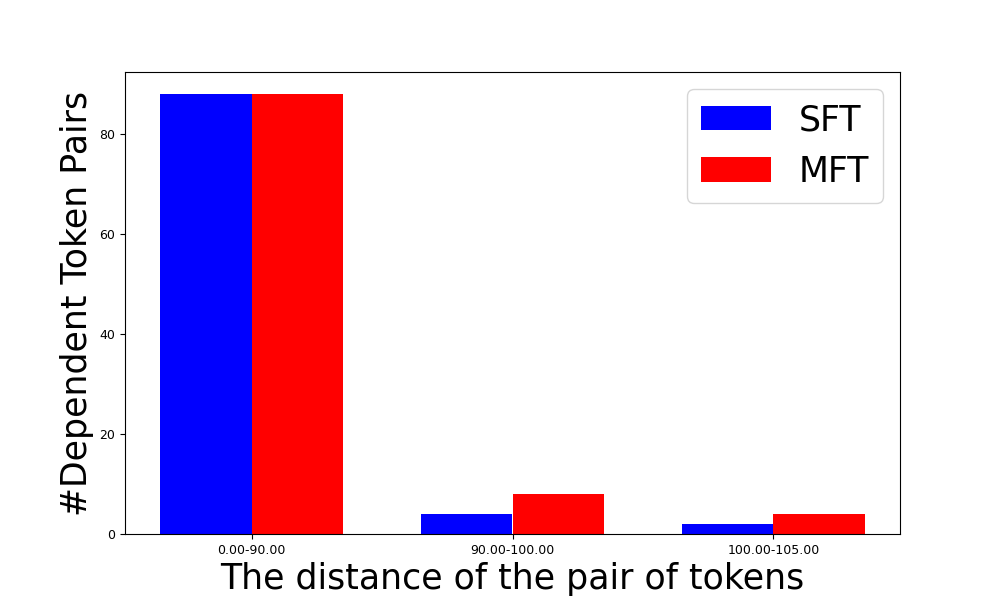 #Dependent Token Pairs
80
60
40
20
0
SFT
MFT
0.00-90.00
90.00-100.00
100.00-105.00
The distance of the pair of tokens